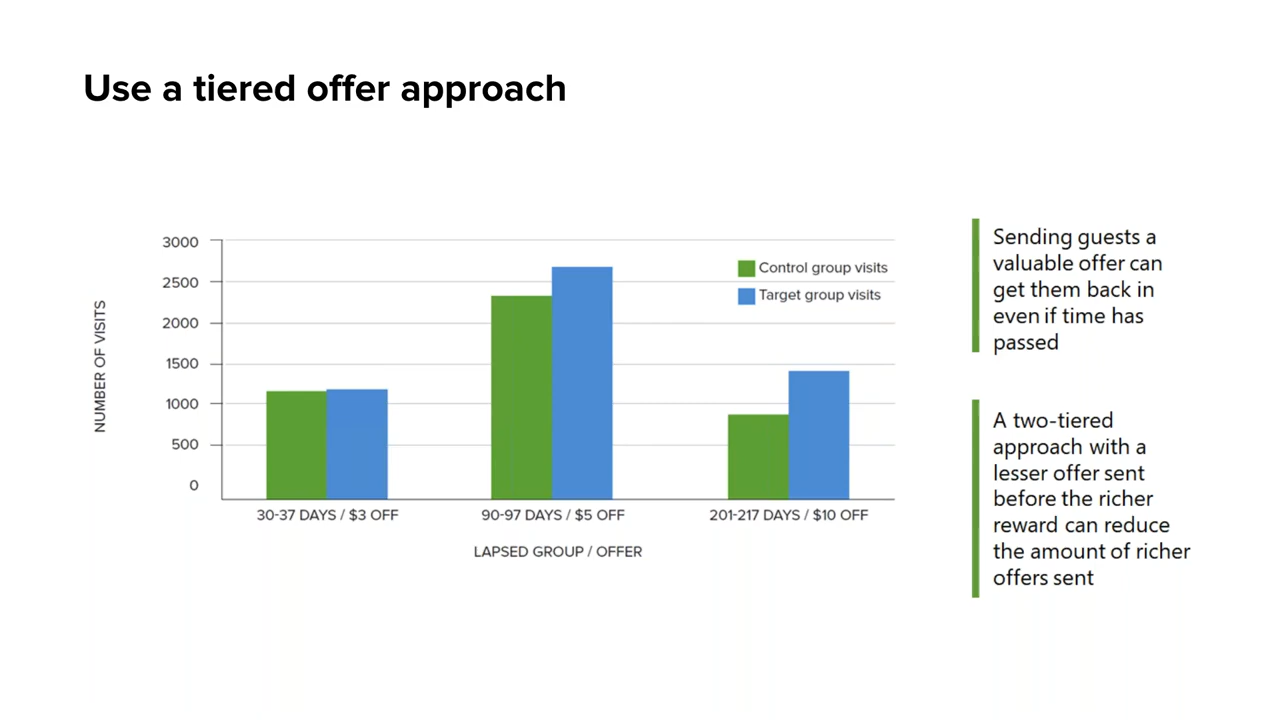 Use a tiered offer approach
NUMBER OF VISITS
3000
2500
2000
1500
1000
500
0
Control group visits
Target group visits
30-37 DAYS / $3 OFF
90-97 DAYS / $5 OFF
201-217 DAYS / $10 OFF
LAPSED GROUP / OFFER
Sending guests a
valuable offer can
get them back in
even if time has
passed
A two-tiered
approach with a
lesser offer sent
before the richer
reward can reduce
the amount of richer
offers sent